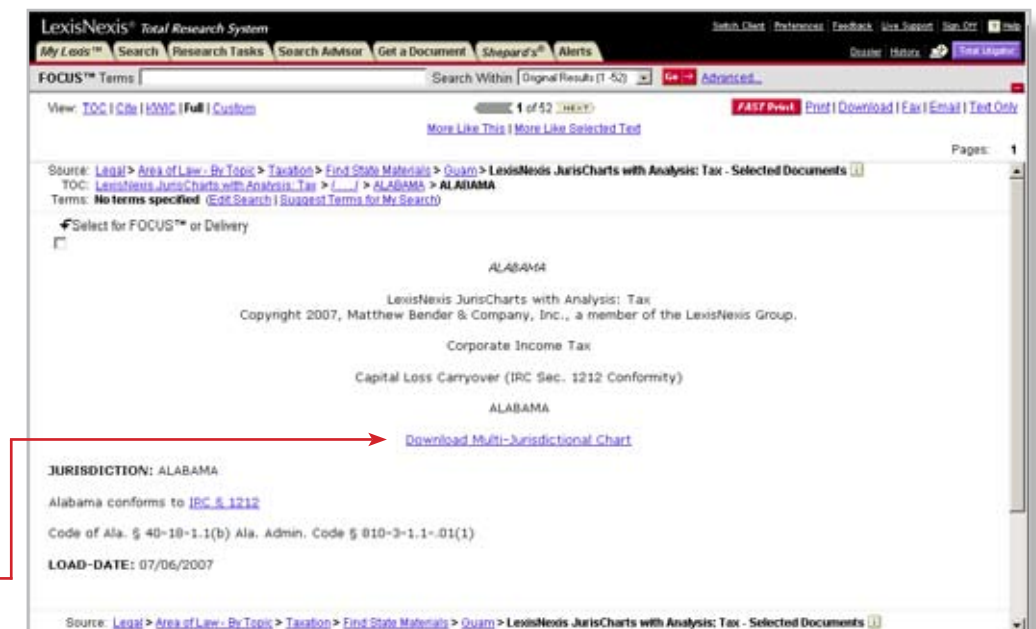 LexisNexis® Total Research System Switch Client Preferences Feedback Live Support Sign Off Help
My Lexis™ Search Research Tasks Search Advisor Get a Document Shepard's® Alerts Dossier History Total Litigator
FOCUS™ Terms Search Within Original Results (1 -52) Go Advanced...
View: TOC | Cite | KWIC | Full | Custom 1 of 52 NEXT FAST Print Print | Download | Fax | Email | Text Only
More Like This | More Like Selected Text
Pages: 1
Source: Legal > Area of Law - By Topic > Taxation > Find State Materials > Guam > LexisNexis JurisCharts with Analysis: Tax - Selected Documents i
TOC: LexisNexis JurisCharts with Analysis: Tax > /.../ > ALABAMA > ALABAMA
Terms: No terms specified (Edit Search | Suggest Terms for My Search)
Select for FOCUS™ or Delivery
ALABAMA
LexisNexis JurisCharts with Analysis: Tax
Copyright 2007, Matthew Bender & Company, Inc., a member of the LexisNexis Group.
Corporate Income Tax
Capital Loss Carryover (IRC Sec. 1212 Conformity)
ALABAMA
Download Multi-Jurisdictional Chart
JURISDICTION: ALABAMA
Alabama conforms to IRC § 1212
Code of Ala. § 40-18-1.1(b) Ala. Admin. Code § 810-3-1.1-.01(1)
LOAD-DATE: 07/06/2007
Source: Legal > Area of Law - By Topic > Taxation > Find State Materials > Guam > LexisNexis JurisCharts with Analysis: Tax - Selected Documents i